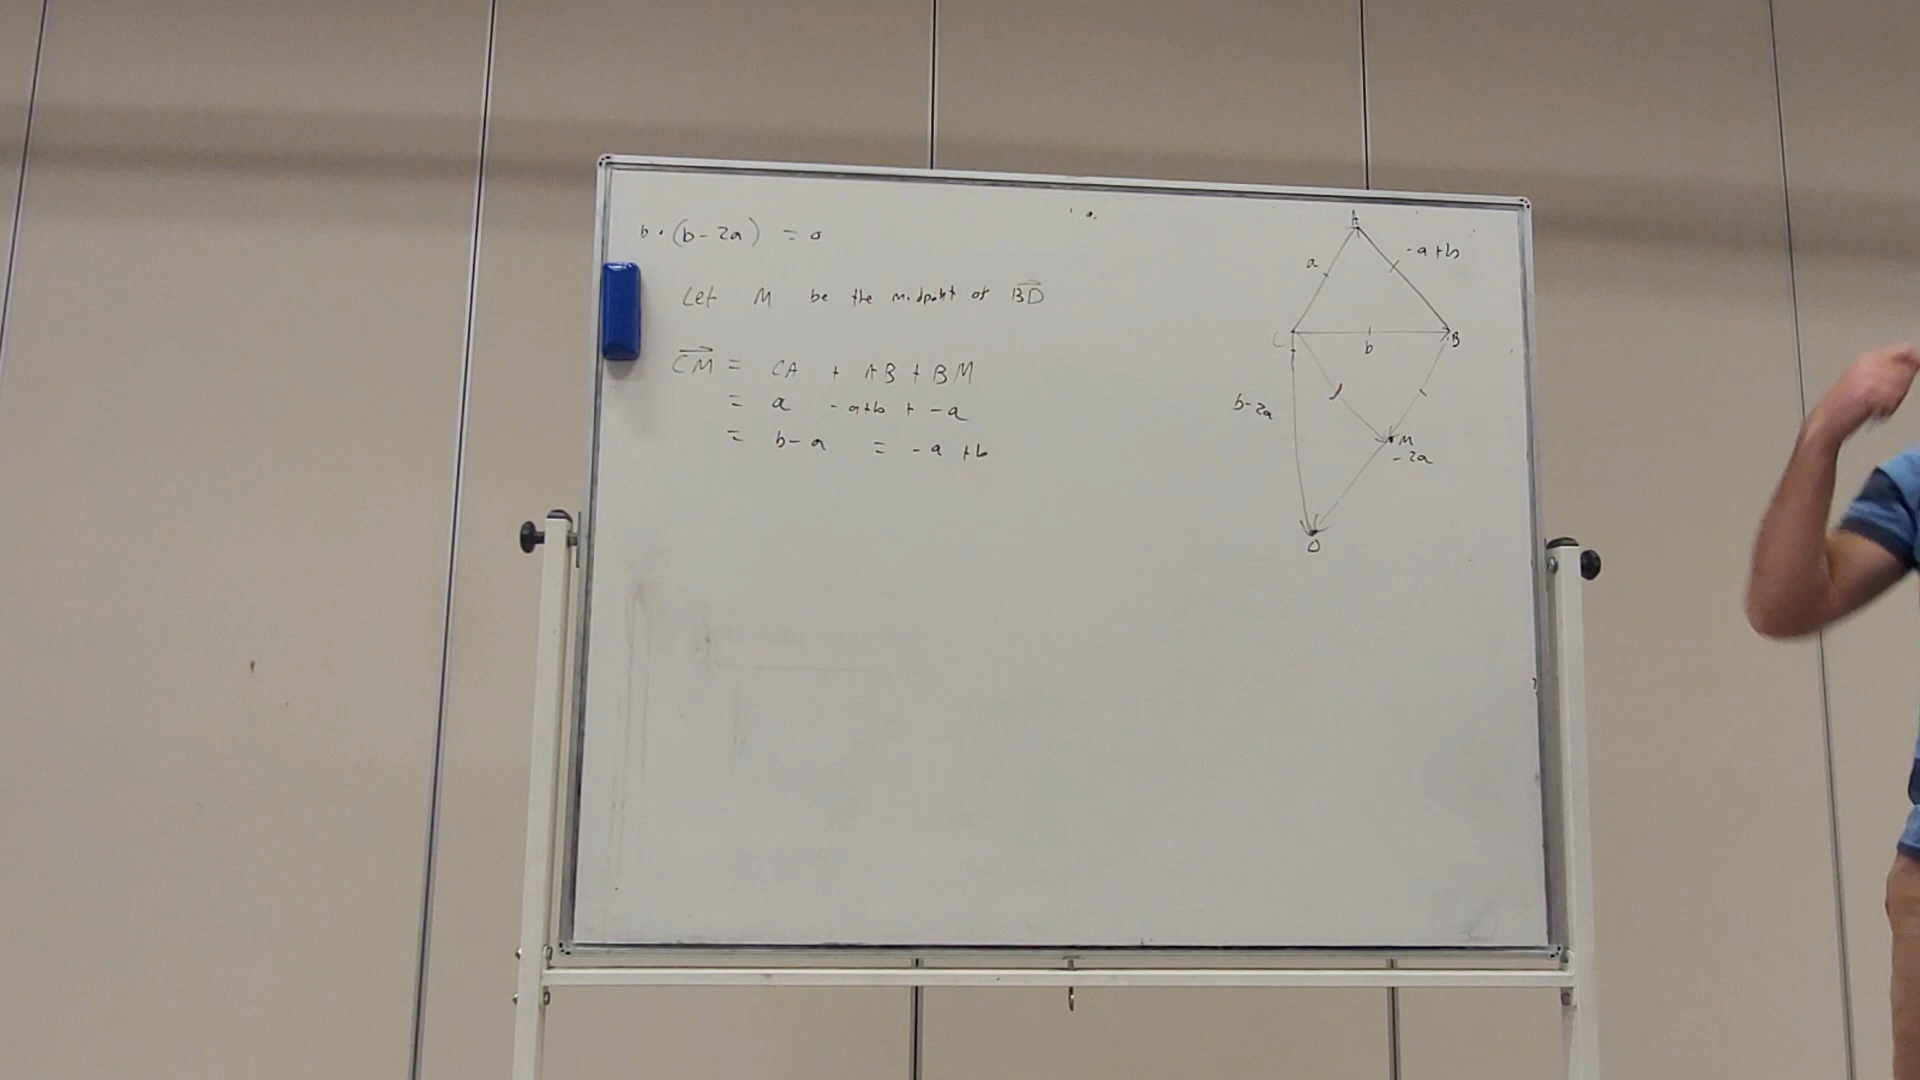 b · (b - 2a) = 0
Let M be the midpoint of BD
CM = CA + AB + BM
= a -a+b + -a
= b - a = -a + b
A
a
-a+b
C
b
B
b-2a
M
-2a
D